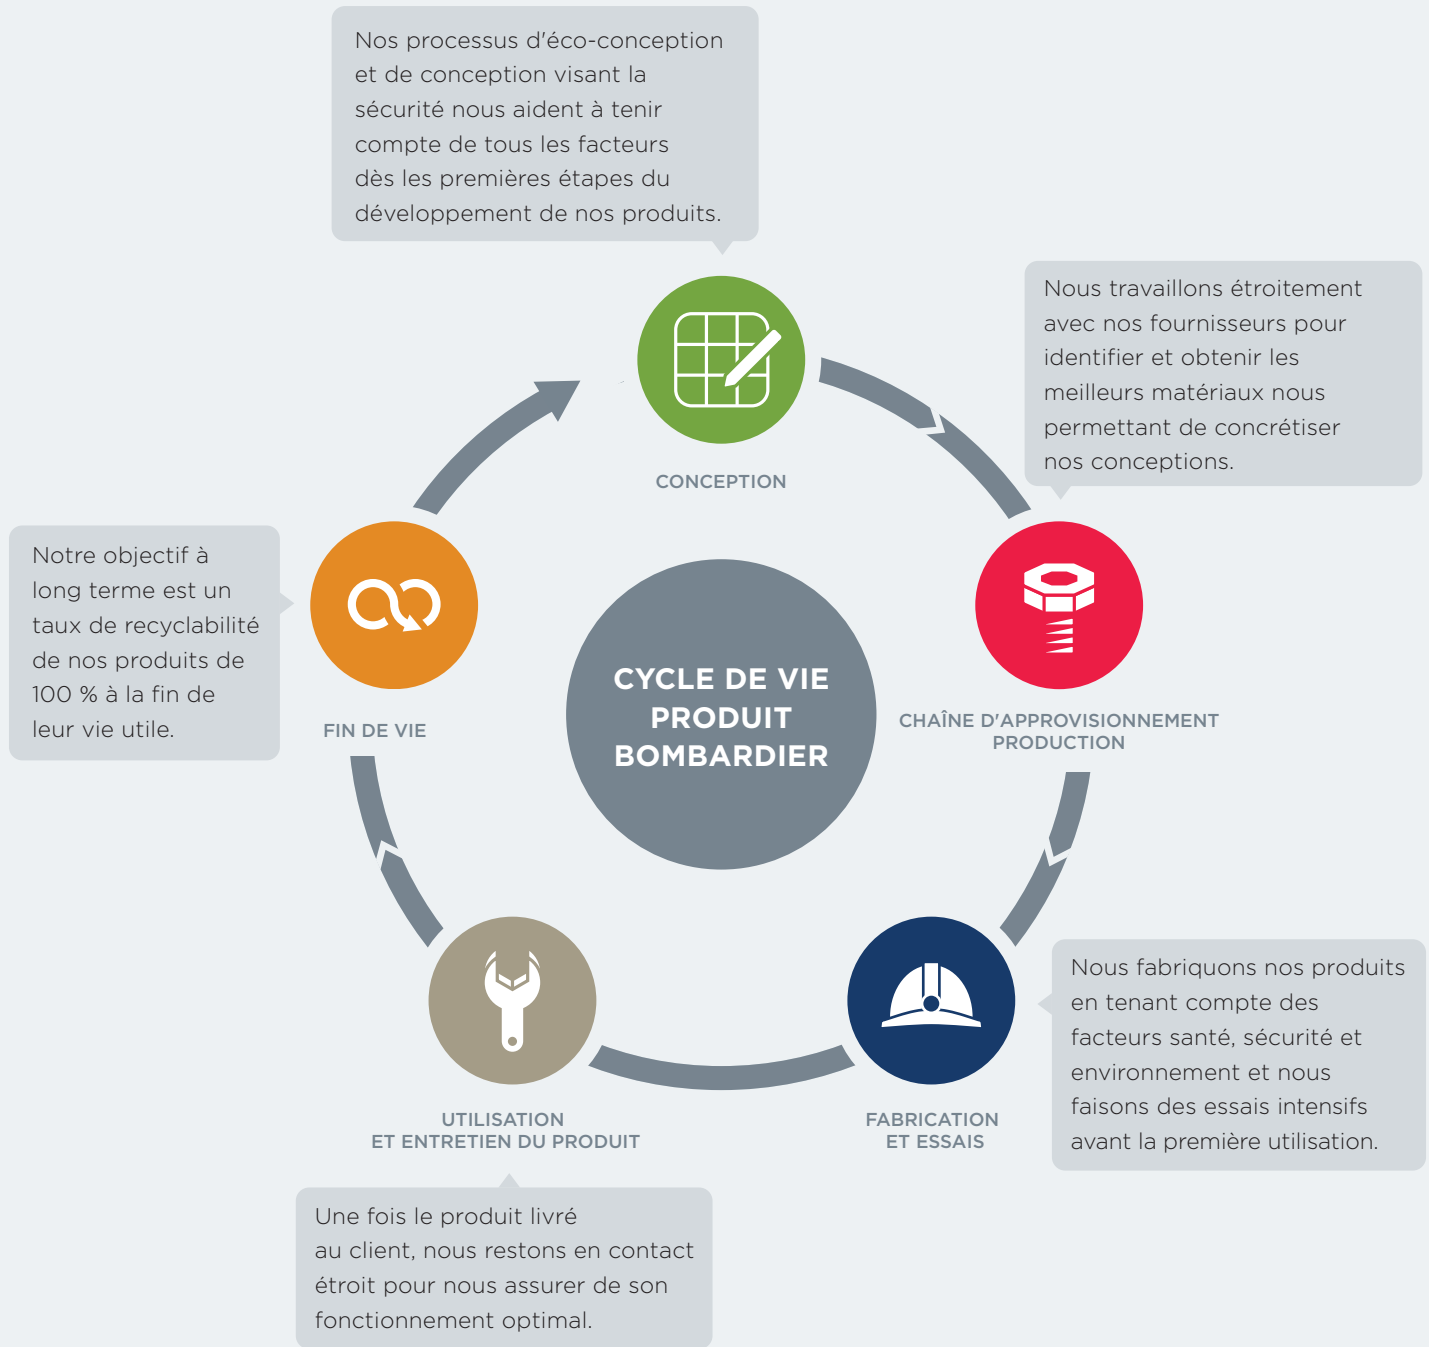 Nos processus d'éco-conception
et de conception visant la
sécurité nous aident à tenir
compte de tous les facteurs
dès les premières étapes du
développement de nos produits.
CONCEPTION
Nous travaillons étroitement
avec nos fournisseurs pour
identifier et obtenir les
meilleurs matériaux nous
permettant de concrétiser
nos conceptions.
CHAÎNE D'APPROVISIONNEMENT
PRODUCTION
Nous fabriquons nos produits
en tenant compte des
facteurs santé, sécurité et
environnement et nous
faisons des essais intensifs
avant la première utilisation.
FABRICATION
ET ESSAIS
UTILISATION
ET ENTRETIEN DU PRODUIT
Une fois le produit livré
au client, nous restons en contact
étroit pour nous assurer de son
fonctionnement optimal.
Notre objectif à
long terme est un
taux de recyclabilité
de nos produits de
100 % à la fin de
leur vie utile.
FIN DE VIE
CYCLE DE VIE
PRODUIT
BOMBARDIER